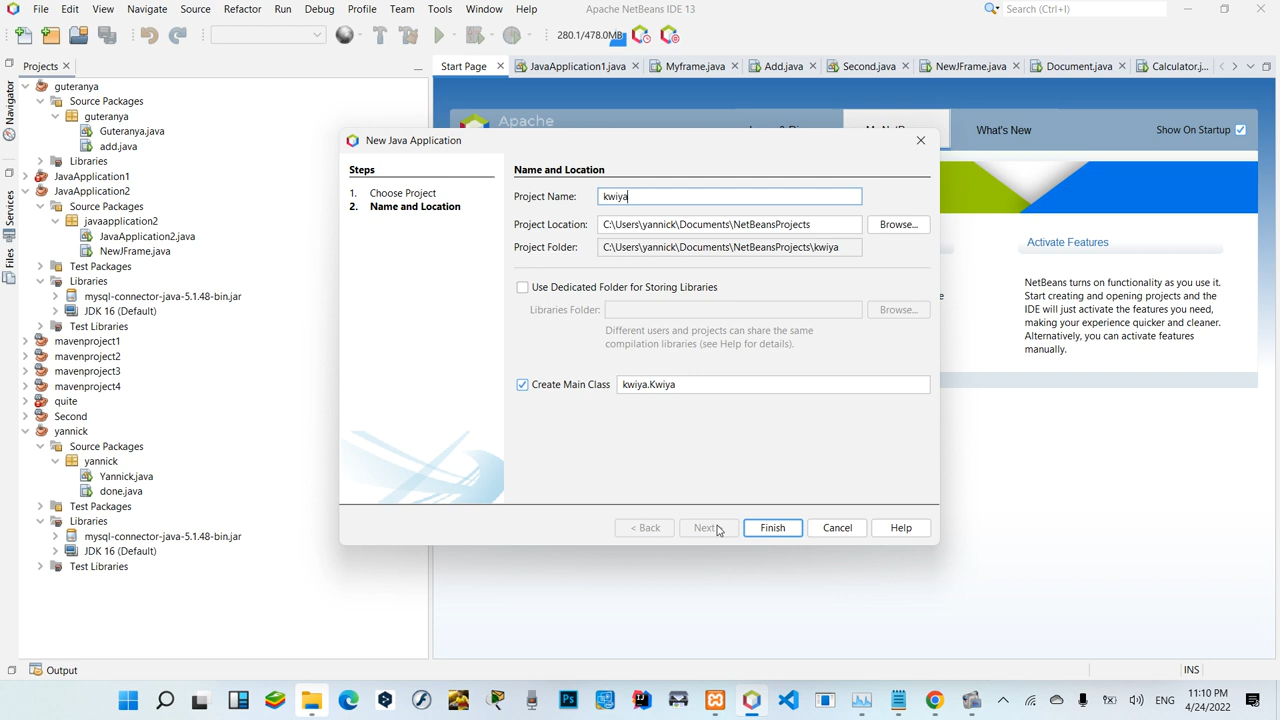 File Edit View Navigate Source Refactor Run Debug Profile Team Tools Window Help
Apache NetBeans IDE 13
Search (Ctrl+I)
280.1/478.0MB
Projects
Start Page JavaApplication1.java Myframe.java Add.java Second.java NewJFrame.java Document.java Calculator.j...
Navigator
Services
Files
guteranya
Source Packages
guteranya
Guteranya.java
add.java
Libraries
JavaApplication1
JavaApplication2
Source Packages
javaapplication2
JavaApplication2.java
NewJFrame.java
Test Packages
Libraries
mysql-connector-java-5.1.48-bin.jar
JDK 16 (Default)
Test Libraries
mavenproject1
mavenproject2
mavenproject3
mavenproject4
quite
Second
yannick
Source Packages
yannick
Yannick.java
done.java
Test Packages
Libraries
mysql-connector-java-5.1.48-bin.jar
JDK 16 (Default)
Test Libraries
Apache
What's New
Show On Startup
New Java Application
Steps
1. Choose Project
2. Name and Location
Name and Location
Project Name: kwiya
Project Location: C:\Users\yannick\Documents\NetBeansProjects Browse...
Project Folder: C:\Users\yannick\Documents\NetBeansProjects\kwiya
Use Dedicated Folder for Storing Libraries
Libraries Folder: Browse...
Different users and projects can share the same
compilation libraries (see Help for details).
Create Main Class kwiya.Kwiya
< Back Next Finish Cancel Help
Activate Features
NetBeans turns on functionality as you use it.
Start creating and opening projects and the
IDE will just activate the features you need,
making your experience quicker and cleaner.
Alternatively, you can activate features
manually.
Output
INS
ENG
11:10 PM
4/24/2022